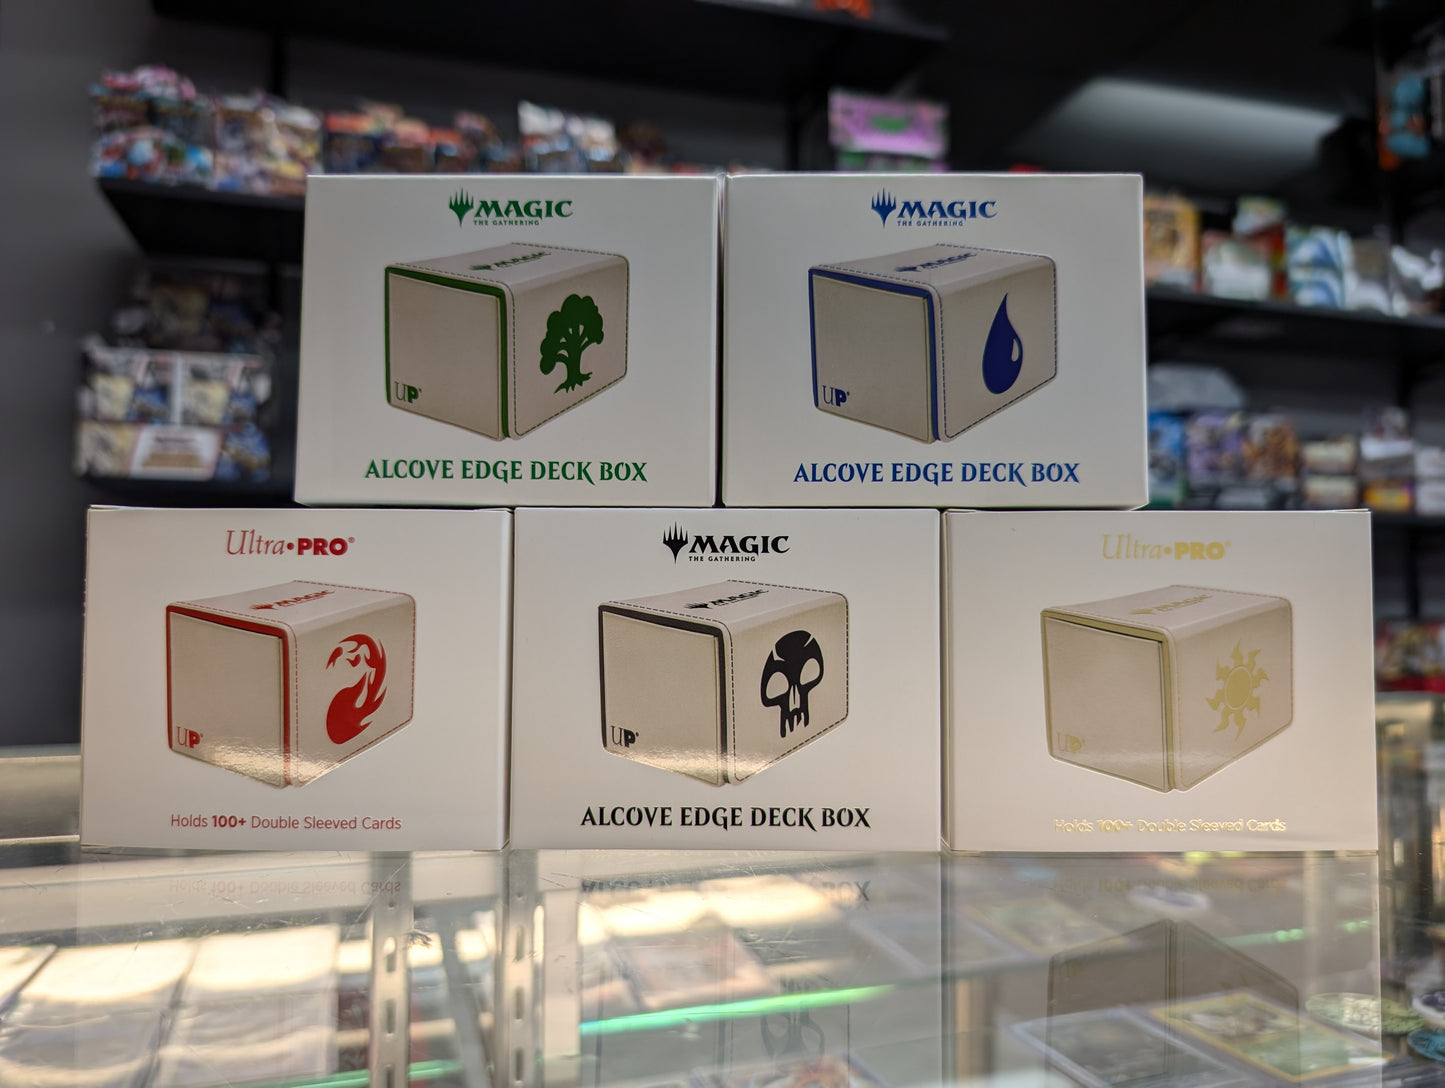 MAGIC
THE GATHERING
MAGIC
UP
ALCOVE EDGE DECK BOX
MAGIC
THE GATHERING
MAGIC
UP
ALCOVE EDGE DECK BOX
Ultra•PRO®
MAGIC
UP
Holds 100+ Double Sleeved Cards
MAGIC
THE GATHERING
MAGIC
UP
ALCOVE EDGE DECK BOX
Ultra•PRO®
MAGIC
UP
Holds 100+ Double Sleeved Cards